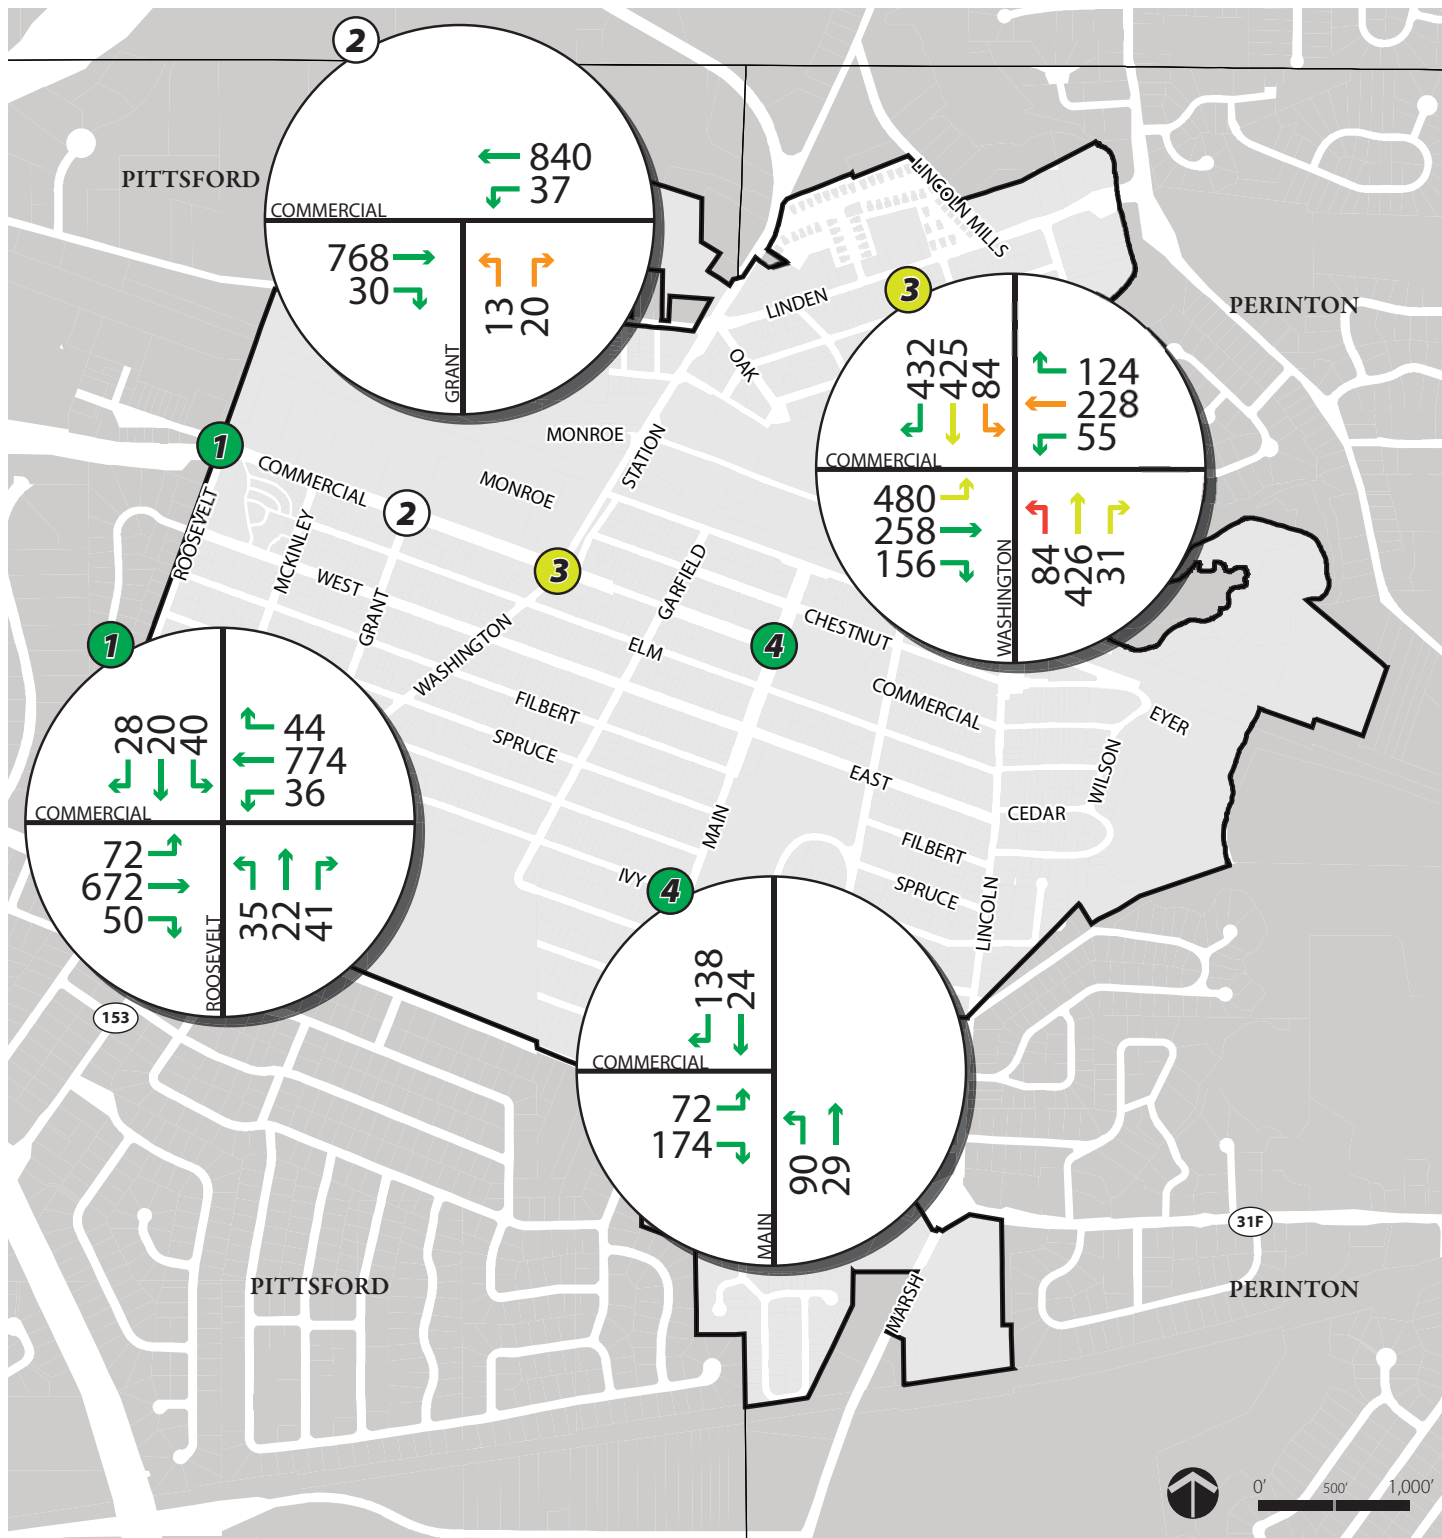 2
840
37
COMMERCIAL
768
30
13
20
GRANT
PITTSFORD
LINCOLN MILLS
LINDEN
OAK
PERINTON
3
432
425
84
124
228
55
COMMERCIAL
480
258
156
84
426
31
WASHINGTON
MONROE
STATION
MONROE
1
COMMERCIAL
2
ROOSEVELT
MCKINLEY
WEST
GRANT
3
WASHINGTON
GARFIELD
ELM
CHESTNUT
4
COMMERCIAL
FILBERT
SPRUCE
EYER
WILSON
EAST
CEDAR
MAIN
FILBERT
SPRUCE
LINCOLN
IVY
1
28
20
40
44
774
36
COMMERCIAL
72
672
50
35
22
41
ROOSEVELT
153
4
138
24
COMMERCIAL
72
174
90
29
MAIN
31F
PITTSFORD
PERINTON
MARSH
0'
500'
1,000'